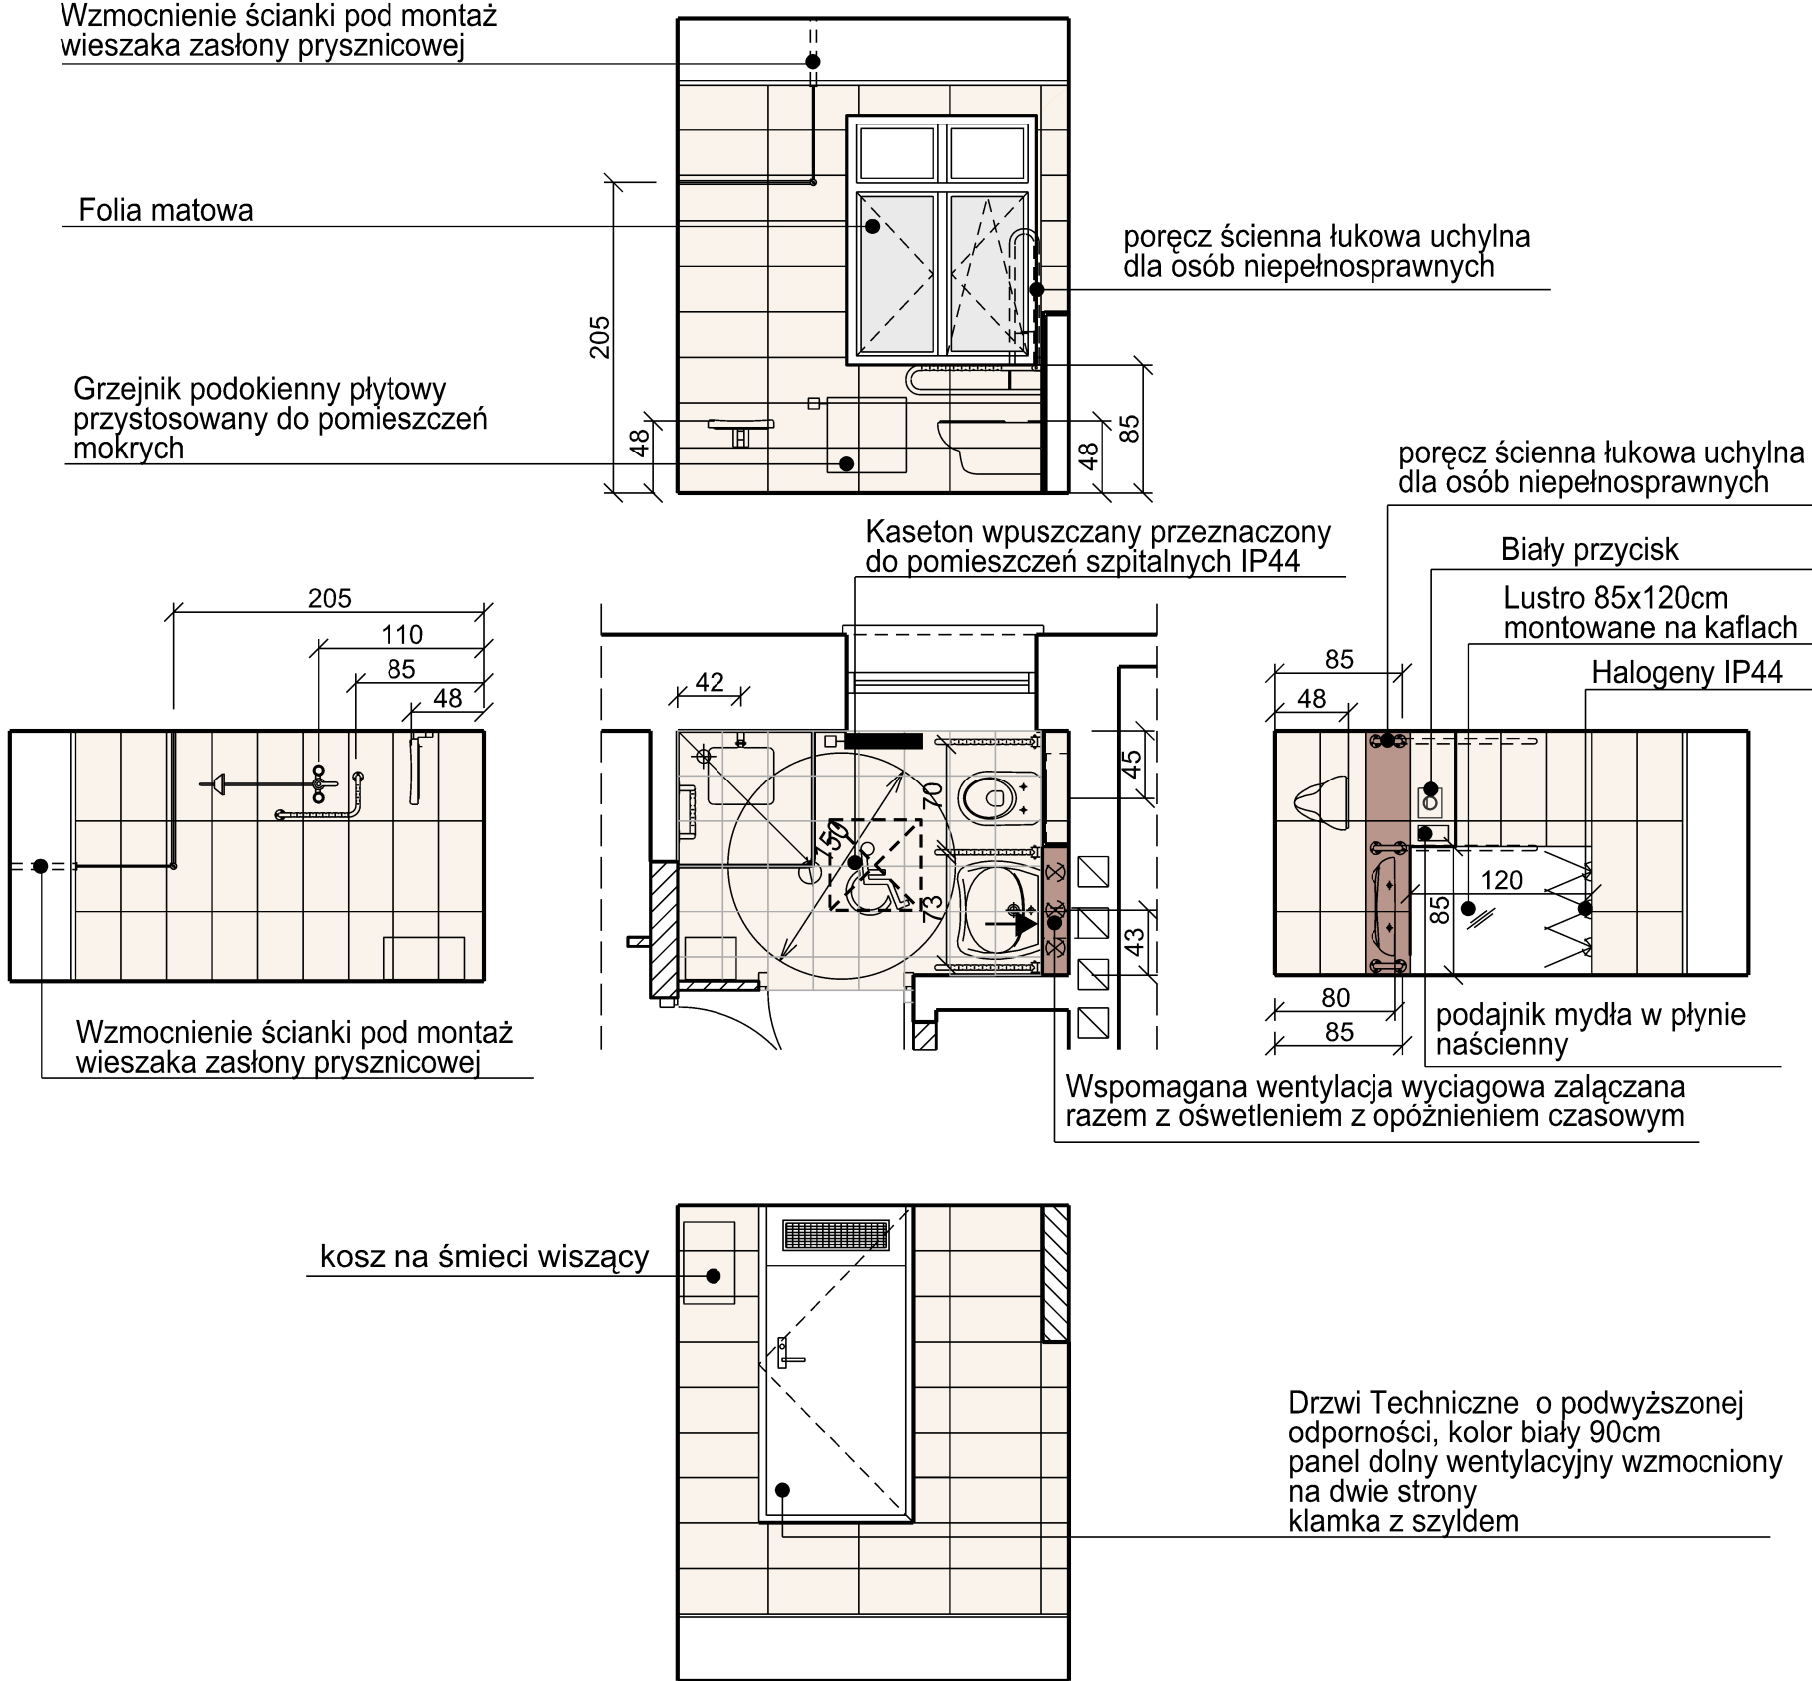 Wzmocnienie ścianki pod montaż
wieszaka zasłony prysznicowej
Folia matowa
poręcz ścienna łukowa uchylna
dla osób niepełnosprawnych
205
Grzejnik podokienny płytowy
przystosowany do pomieszczeń
mokrych
48
48
85
poręcz ścienna łukowa uchylna
dla osób niepełnosprawnych
Kaseton wpuszczany przeznaczony
do pomieszczeń szpitalnych IP44
Biały przycisk
Lustro 85x120cm
montowane na kaflach
Halogeny IP44
205
110
85
48
42
85
48
45
70
150
73
43
120
85
80
85
Wzmocnienie ścianki pod montaż
wieszaka zasłony prysznicowej
podajnik mydła w płynie
naścienny
Wspomagana wentylacja wyciagowa zalączana
razem z ośwetleniem z opóżnieniem czasowym
kosz na śmieci wiszący
Drzwi Techniczne o podwyższonej
odporności, kolor biały 90cm
panel dolny wentylacyjny wzmocniony
na dwie strony
klamka z szyldem